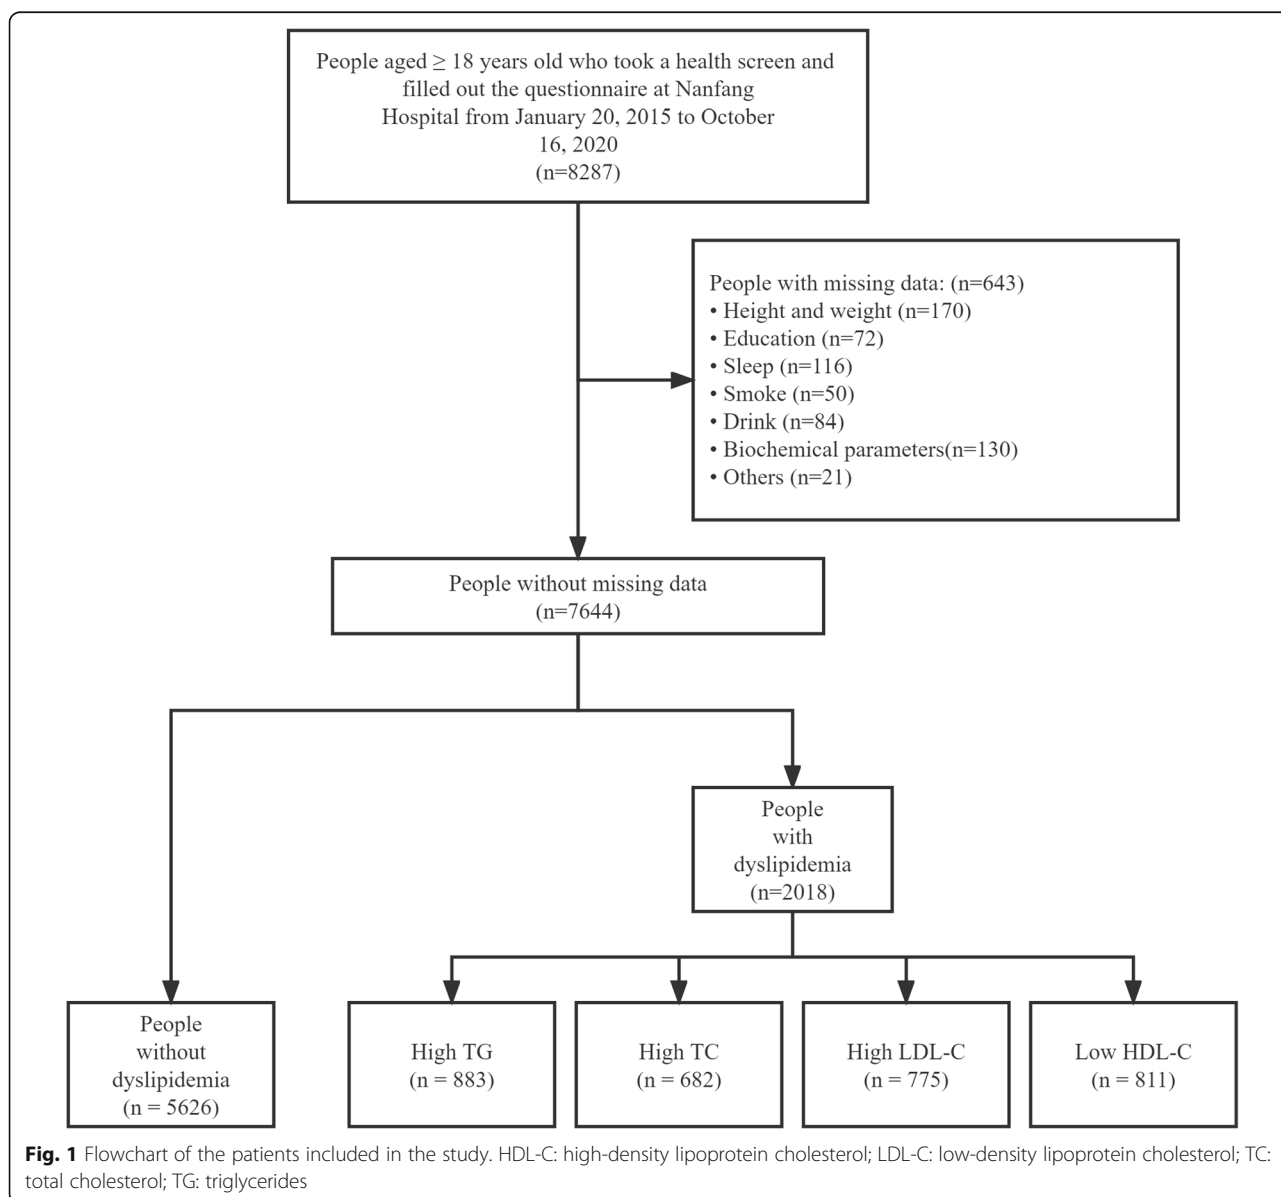 People aged ≥ 18 years old who took a health screen and
filled out the questionnaire at Nanfang
Hospital from January 20, 2015 to October
16, 2020
(n=8287)
People with missing data: (n=643)
• Height and weight (n=170)
• Education (n=72)
• Sleep (n=116)
• Smoke (n=50)
• Drink (n=84)
• Biochemical parameters(n=130)
• Others (n=21)
People without missing data
(n=7644)
People
with
dyslipidemia
(n=2018)
People
without
dyslipidemia
(n = 5626)
High TG
(n = 883)
High TC
(n = 682)
High LDL-C
(n = 775)
Low HDL-C
(n = 811)
Fig. 1 Flowchart of the patients included in the study. HDL-C: high-density lipoprotein cholesterol; LDL-C: low-density lipoprotein cholesterol; TC:
total cholesterol; TG: triglycerides